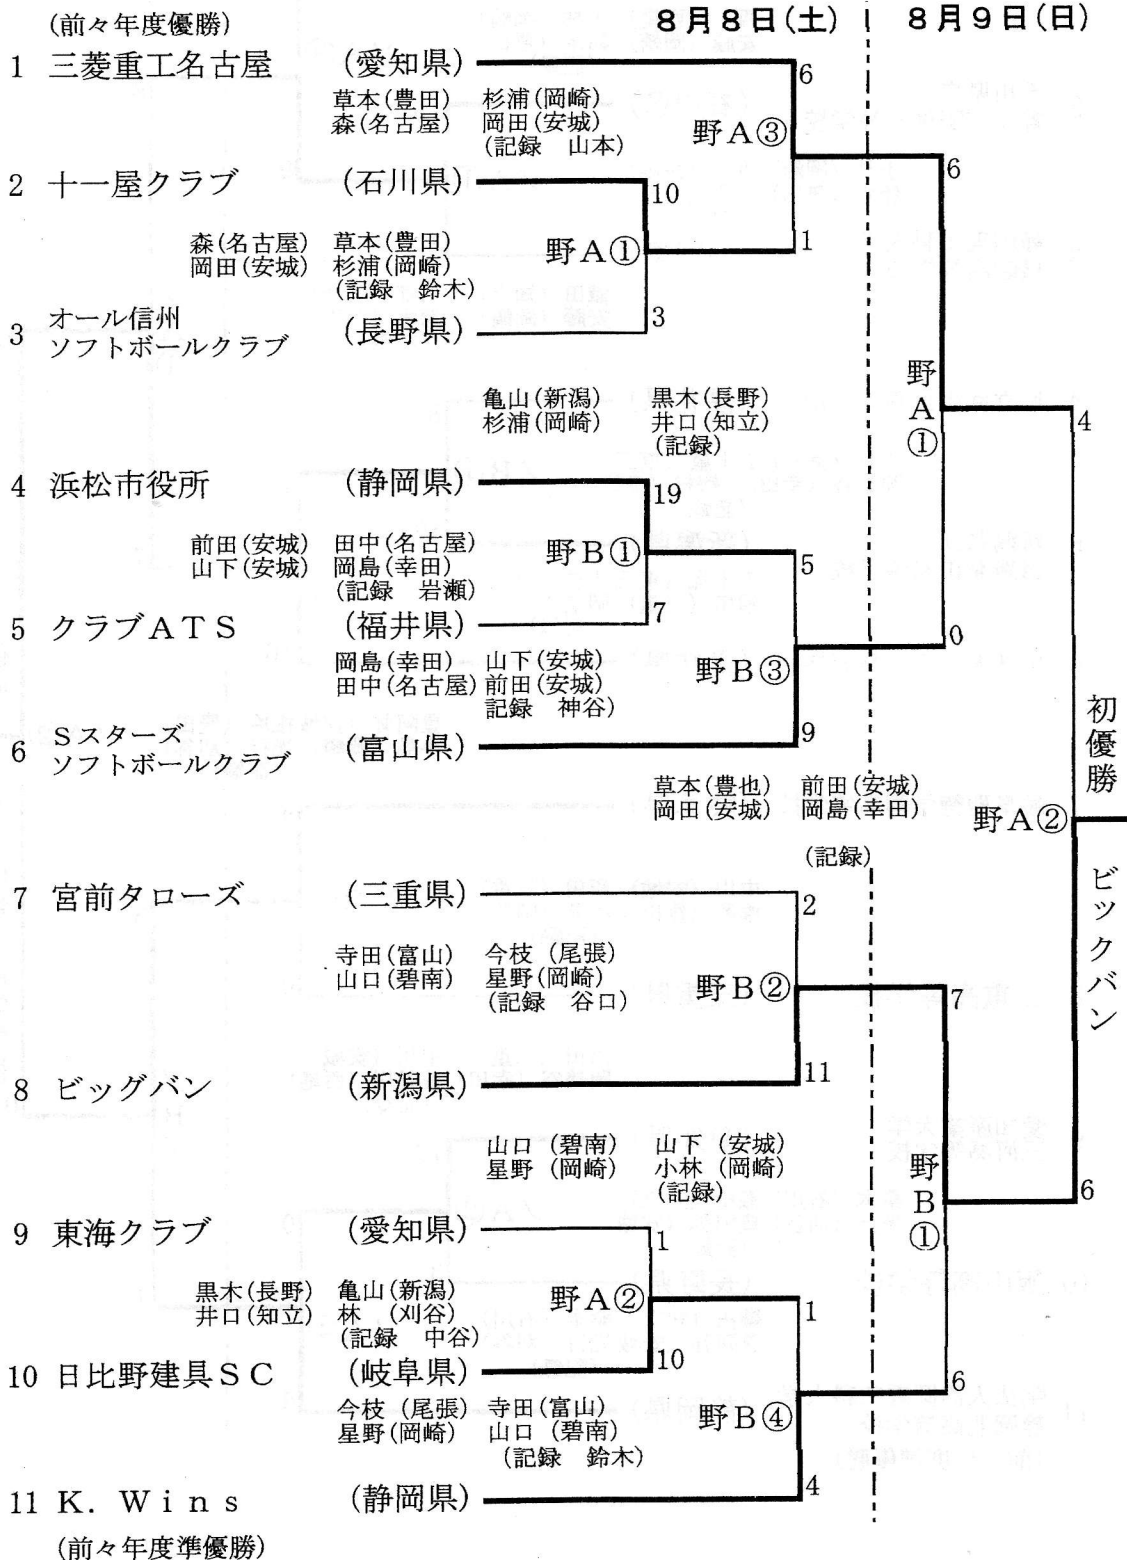 (前々年度優勝)
8月8日(土) 8月9日(日)
1 三菱重工名古屋 (愛知県)
6
草本(豊田) 杉浦(岡崎)
森(名古屋) 岡田(安城)
(記録 山本)
野A③
6
2 十一屋クラブ (石川県)
10
森(名古屋) 草本(豊田)
岡田(安城) 杉浦(岡崎)
(記録 鈴木)
野A①
1
3 オール信州
ソフトボールクラブ
(長野県)
3
野A①
亀山(新潟) 黒木(長野)
杉浦(岡崎) 井口(知立)
(記録)
4
4 浜松市役所 (静岡県)
19
前田(安城) 田中(名古屋)
山下(安城) 岡島(幸田)
(記録 岩瀬)
野B①
5
5 クラブATS (福井県)
7
0
岡島(幸田) 山下(安城)
田中(名古屋) 前田(安城)
記録 神谷)
野B③
6 Sスターズ
ソフトボールクラブ
(富山県)
9
草本(豊也) 前田(安城)
岡田(安城) 岡島(幸田)
(記録)
野A②
初優勝 ビックバン
7 宮前タローズ (三重県)
2
寺田(富山) 今枝(尾張)
山口(碧南) 星野(岡崎)
(記録 谷口)
野B②
7
8 ビッグバン (新潟県)
11
山口(碧南) 山下(安城)
星野(岡崎) 小林(岡崎)
(記録)
野B①
6
9 東海クラブ (愛知県)
1
黒木(長野) 亀山(新潟)
井口(知立) 林 (刈谷)
(記録 中谷)
野A②
1
10 日比野建具SC (岐阜県)
10
6
今枝(尾張) 寺田(富山)
星野(岡崎) 山口(碧南)
(記録 鈴木)
野B④
11 K. Wins (静岡県)
4
(前々年度準優勝)